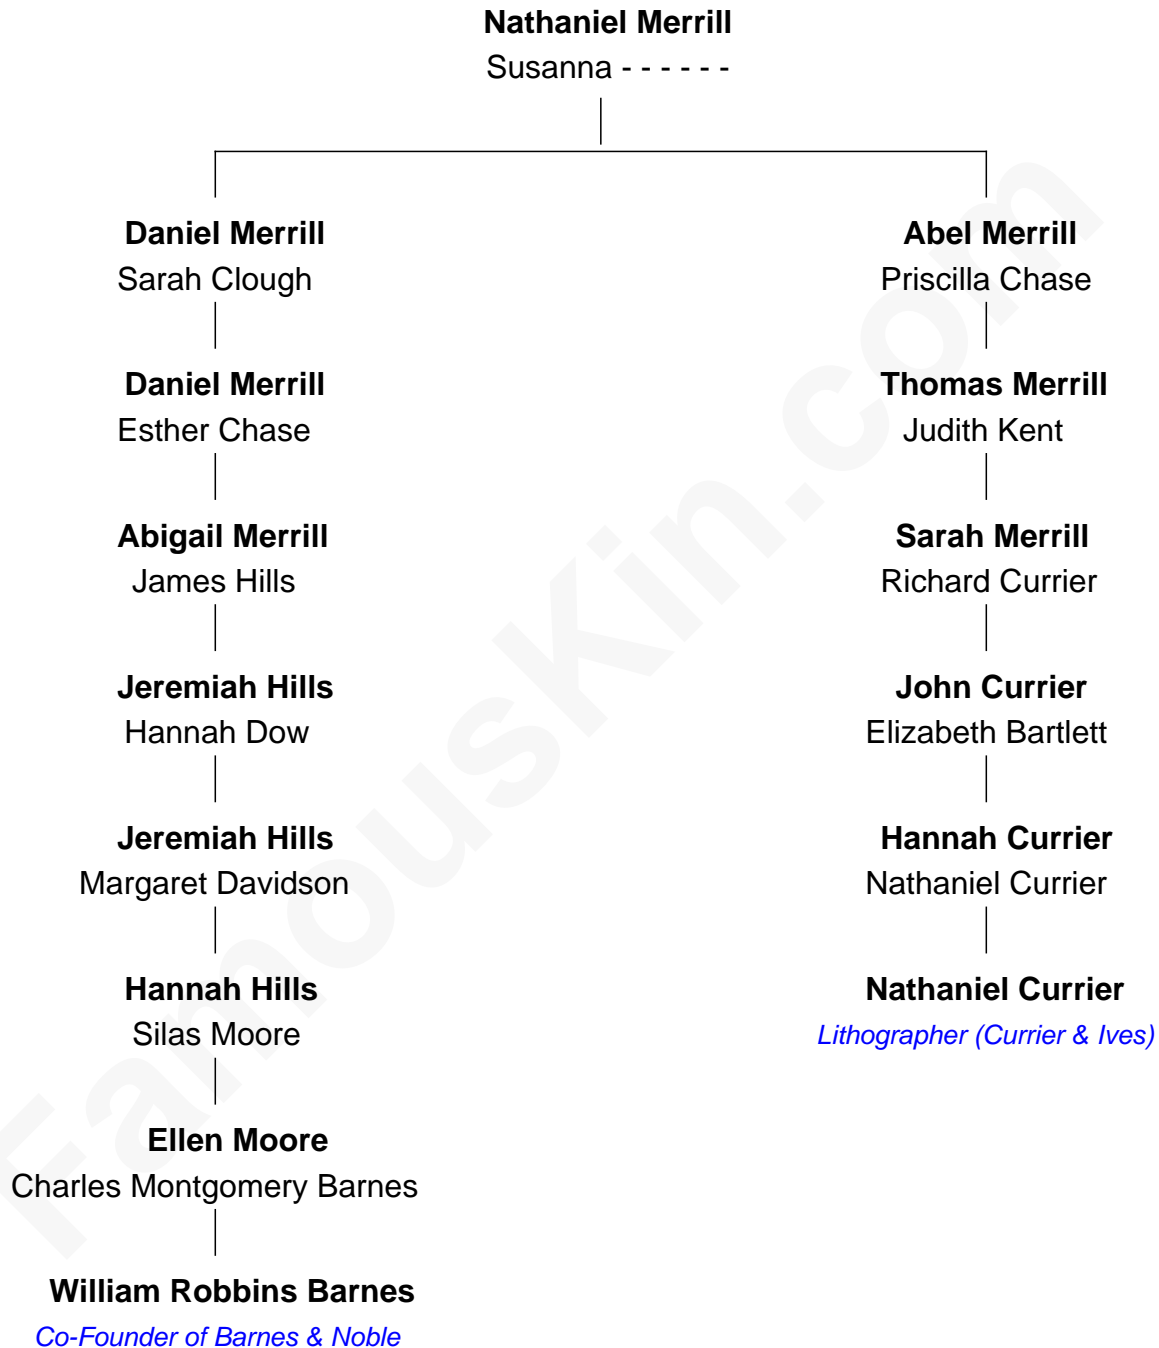 Nathaniel Merrill
Susanna - - - - - -
Daniel Merrill
Sarah Clough
Abel Merrill
Priscilla Chase
Daniel Merrill
Esther Chase
Thomas Merrill
Judith Kent
Abigail Merrill
James Hills
Sarah Merrill
Richard Currier
Jeremiah Hills
Hannah Dow
John Currier
Elizabeth Bartlett
Jeremiah Hills
Margaret Davidson
Hannah Currier
Nathaniel Currier
Hannah Hills
Silas Moore
Nathaniel Currier
Lithographer (Currier & Ives)
Ellen Moore
Charles Montgomery Barnes
William Robbins Barnes
Co-Founder of Barnes & Noble
FamousKin.com